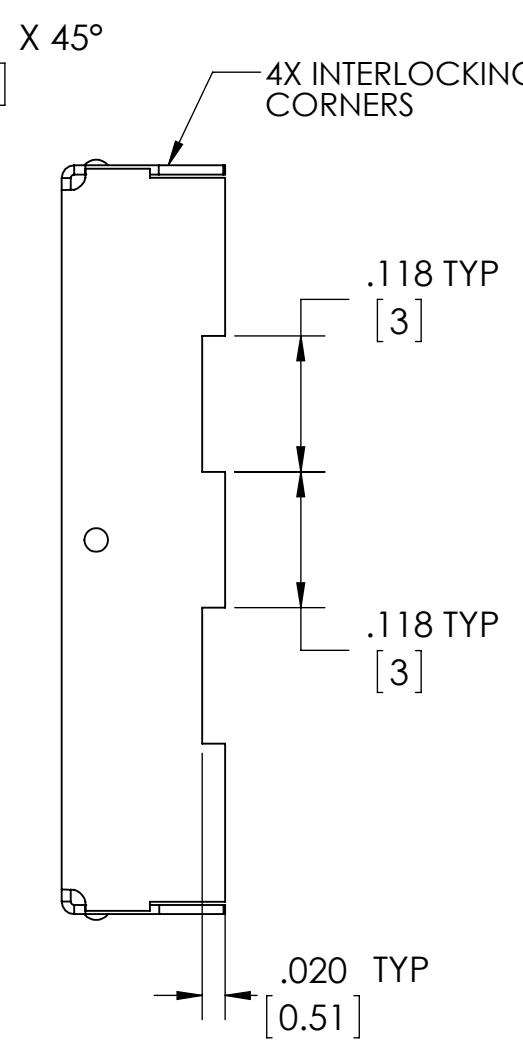 X 45°
4X INTERLOCKING
CORNERS
.118 TYP
[3]
.118 TYP
[3]
.020 TYP
[0.51]